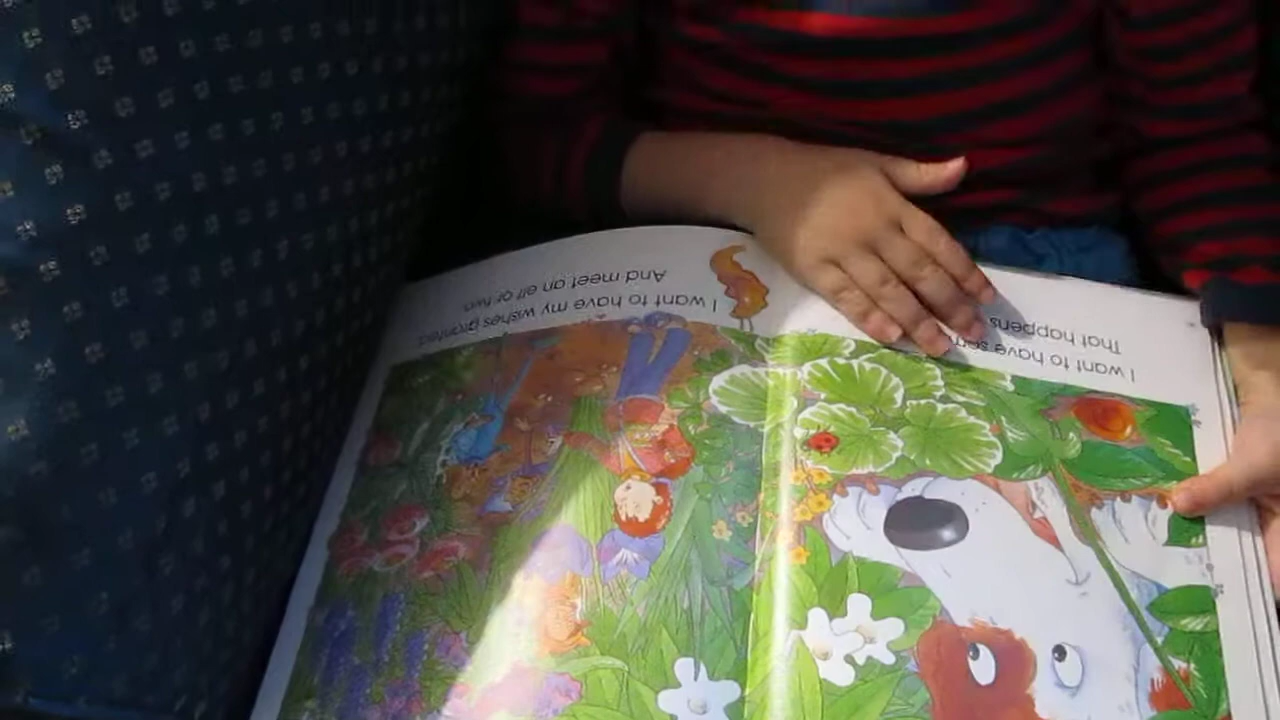 I want to have my wishes granted,
And meet an elf or two.
I want to have
That happens